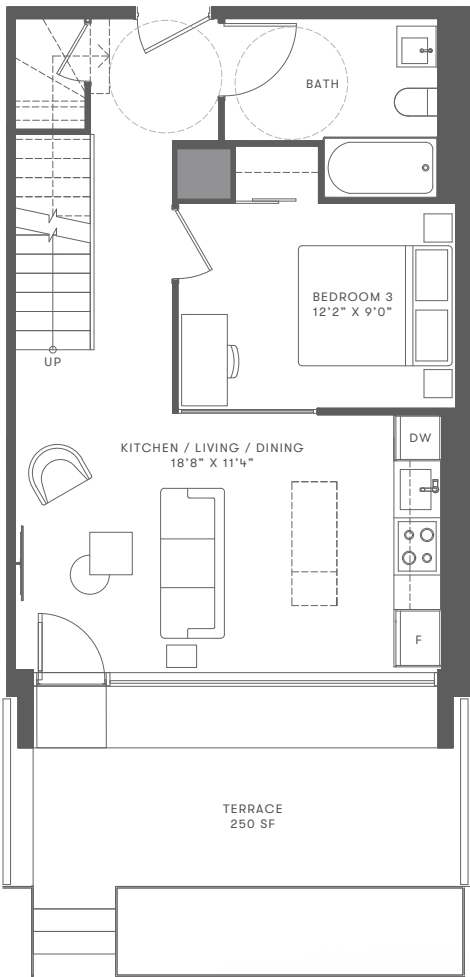 BATH
BEDROOM 3
12'2" X 9'0"
UP
DW
KITCHEN / LIVING / DINING
18'8" X 11'4"
F
TERRACE
250 SF